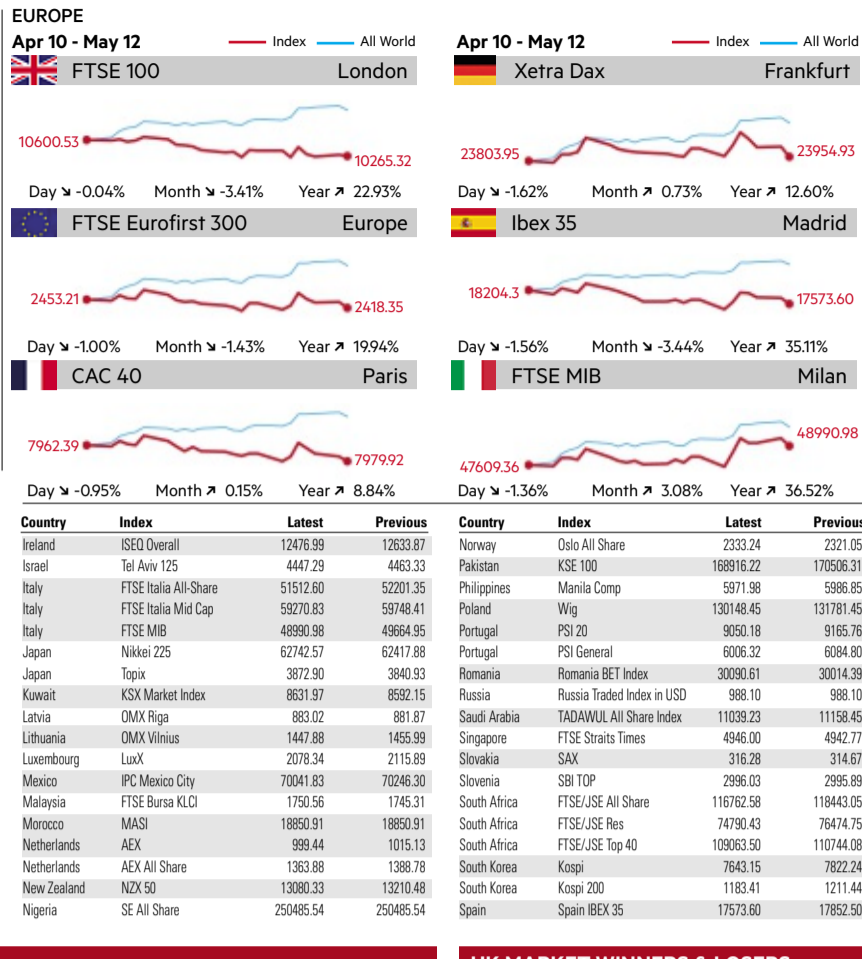 EUROPE
Apr 10 - May 12 Index All World
FTSE 100 London
10600.53
10265.32
Day ↘ -0.04% Month ↘ -3.41% Year ↗ 22.93%
FTSE Eurofirst 300 Europe
2453.21
2418.35
Day ↘ -1.00% Month ↘ -1.43% Year ↗ 19.94%
CAC 40 Paris
7962.39
7979.92
Day ↘ -0.95% Month ↗ 0.15% Year ↗ 8.84%
Apr 10 - May 12 Index All World
Xetra Dax Frankfurt
23803.95
23954.93
Day ↘ -1.62% Month ↗ 0.73% Year ↗ 12.60%
Ibex 35 Madrid
18204.3
17573.60
Day ↘ -1.56% Month ↘ -3.44% Year ↗ 35.11%
FTSE MIB Milan
48990.98
47609.36
Day ↘ -1.36% Month ↗ 3.08% Year ↗ 36.52%
Country Index Latest Previous
Ireland ISEQ Overall 12476.99 12633.87
Israel Tel Aviv 125 4447.29 4463.33
Italy FTSE Italia All-Share 51512.60 52201.35
Italy FTSE Italia Mid Cap 59270.83 59748.41
Italy FTSE MIB 48990.98 49664.95
Japan Nikkei 225 62742.57 62417.88
Japan Topix 3872.90 3840.93
Kuwait KSX Market Index 8631.97 8592.15
Latvia OMX Riga 883.02 881.87
Lithuania OMX Vilnius 1447.88 1455.99
Luxembourg LuxX 2078.34 2115.89
Mexico IPC Mexico City 70041.83 70246.30
Malaysia FTSE Bursa KLCI 1750.56 1745.31
Morocco MASI 18850.91 18850.91
Netherlands AEX 999.44 1015.13
Netherlands AEX All Share 1363.88 1388.78
New Zealand NZX 50 13080.33 13210.48
Nigeria SE All Share 250485.54 250485.54
Country Index Latest Previous
Norway Oslo All Share 2333.24 2321.05
Pakistan KSE 100 168916.22 170506.31
Philippines Manila Comp 5971.98 5986.85
Poland Wig 130148.45 131781.45
Portugal PSI 20 9050.18 9165.76
Portugal PSI General 6006.32 6084.80
Romania Romania BET Index 30090.61 30014.39
Russia Russia Traded Index in USD 988.10 988.10
Saudi Arabia TADAWUL All Share Index 11039.23 11158.45
Singapore FTSE Straits Times 4946.00 4942.77
Slovakia SAX 316.28 314.67
Slovenia SBI TOP 2996.03 2995.89
South Africa FTSE/JSE All Share 116762.58 118443.05
South Africa FTSE/JSE Res 74790.43 76474.75
South Africa FTSE/JSE Top 40 109063.50 110744.08
South Korea Kospi 7643.15 7822.24
South Korea Kospi 200 1183.41 1211.44
Spain Spain IBEX 35 17573.60 17852.50
UK MARKET WINNERS & LOSERS